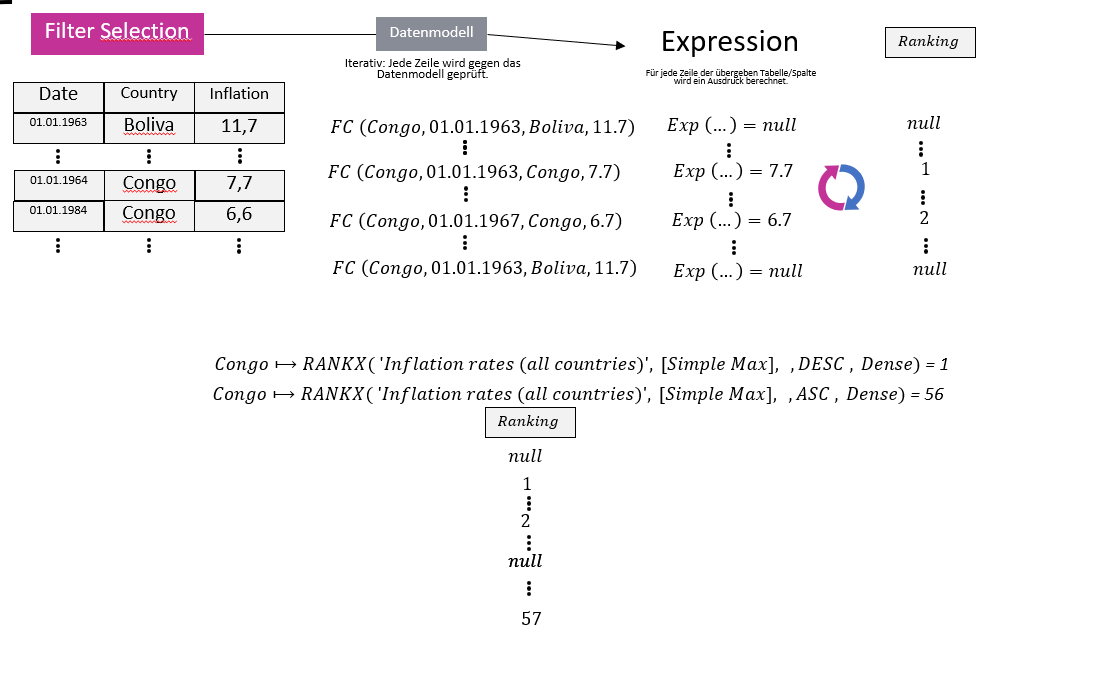 Filter Selection
Datenmodell
Expression
Ranking
Iterativ: Jede Zeile wird gegen das
Datenmodell geprüft.
Für jede Zeile der übergeben Tabelle/Spalte
wird ein Ausdruck berechnet.
Date Country Inflation
01.01.1963 Boliva 11,7
01.01.1964 Congo 7,7
01.01.1984 Congo 6,6
FC (Congo, 01.01.1963, Boliva, 11.7) Exp (…) = null null
FC (Congo, 01.01.1963, Congo, 7.7) Exp (…) = 7.7 1
FC (Congo, 01.01.1967, Congo, 6.7) Exp (…) = 6.7 2
FC (Congo, 01.01.1963, Boliva, 11.7) Exp (…) = null null
Congo ↦ RANKX( 'Inflation rates (all countries)', [Simple Max], , DESC , Dense) = 1
Congo ↦ RANKX( 'Inflation rates (all countries)', [Simple Max], , ASC , Dense) = 56
Ranking
null
1
2
null
57